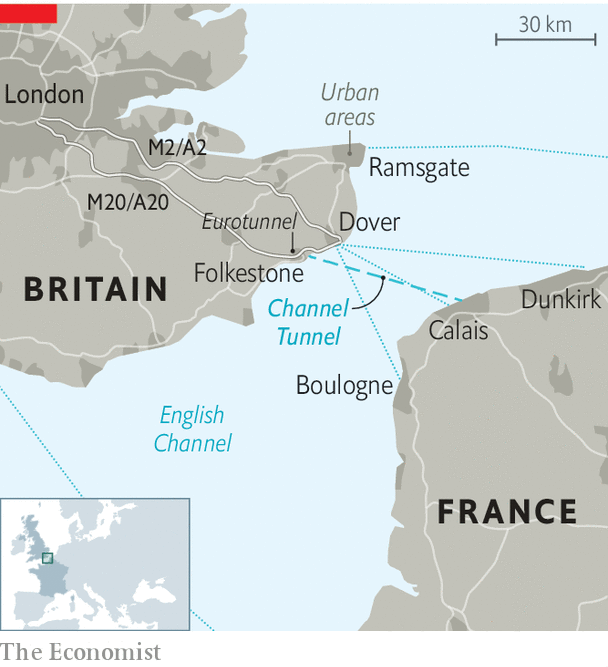 30 km
London
Urban
areas
M2/A2
Ramsgate
M20/A20
Eurotunnel
Dover
Folkestone
BRITAIN
Channel
Tunnel
Dunkirk
Calais
Boulogne
English
Channel
FRANCE
The Economist